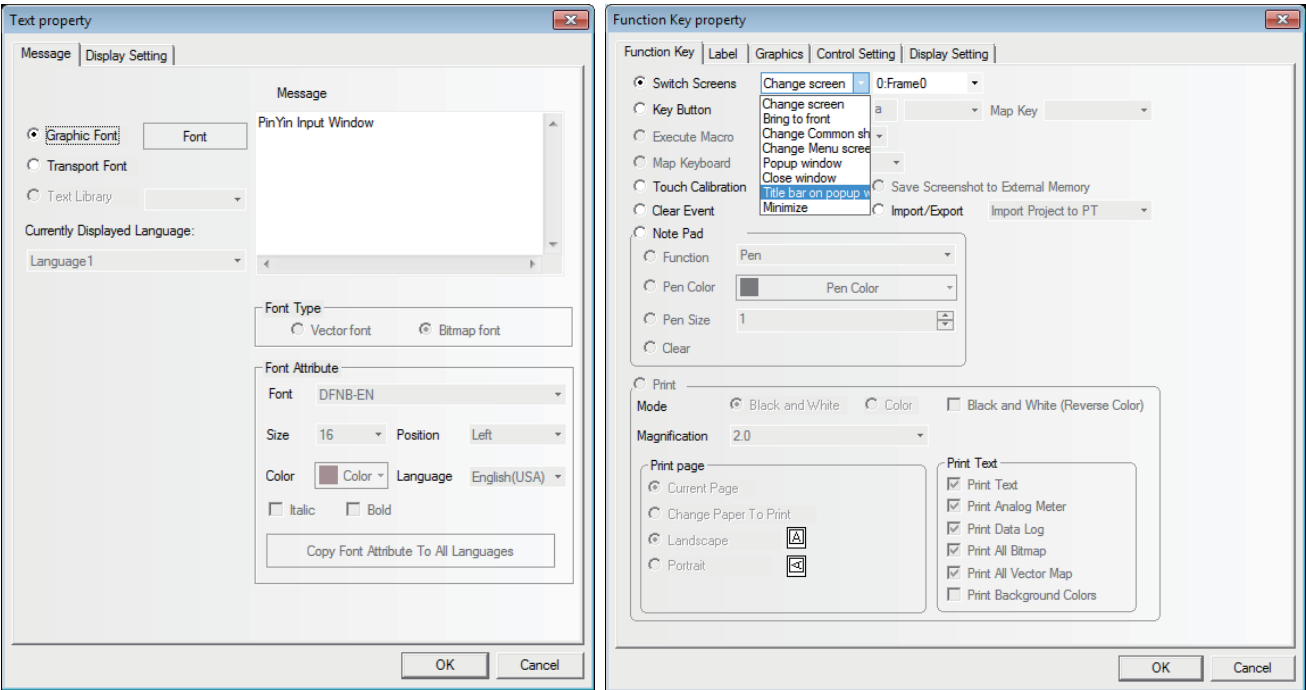 Text property
Message
Display Setting
Message
PinYin Input Window
Graphic Font
Font
Transport Font
Text Library
Currently Displayed Language:
Language1
Font Type
Vector font
Bitmap font
Font Attribute
Font
DFNB-EN
Size
16
Position
Left
Color
Color
Language
English(USA)
Italic
Bold
Copy Font Attribute To All Languages
OK
Cancel
Function Key property
Function Key
Label
Graphics
Control Setting
Display Setting
Switch Screens
Change screen
0:Frame0
Change screen
Bring to front
Change Common sh
Change Menu scree
Popup window
Close window
Title bar on popup w
Minimize
Key Button
a
Map Key
Execute Macro
Map Keyboard
Touch Calibration
Save Screenshot to External Memory
Clear Event
Import/Export
Import Project to PT
Note Pad
Function
Pen
Pen Color
Pen Color
Pen Size
1
Clear
Print
Mode
Black and White
Color
Black and White (Reverse Color)
Magnification
2.0
Print page
Current Page
Change Paper To Print
Landscape
A
Portrait
A
Print Text
Print Text
Print Analog Meter
Print Data Log
Print All Bitmap
Print All Vector Map
Print Background Colors
OK
Cancel